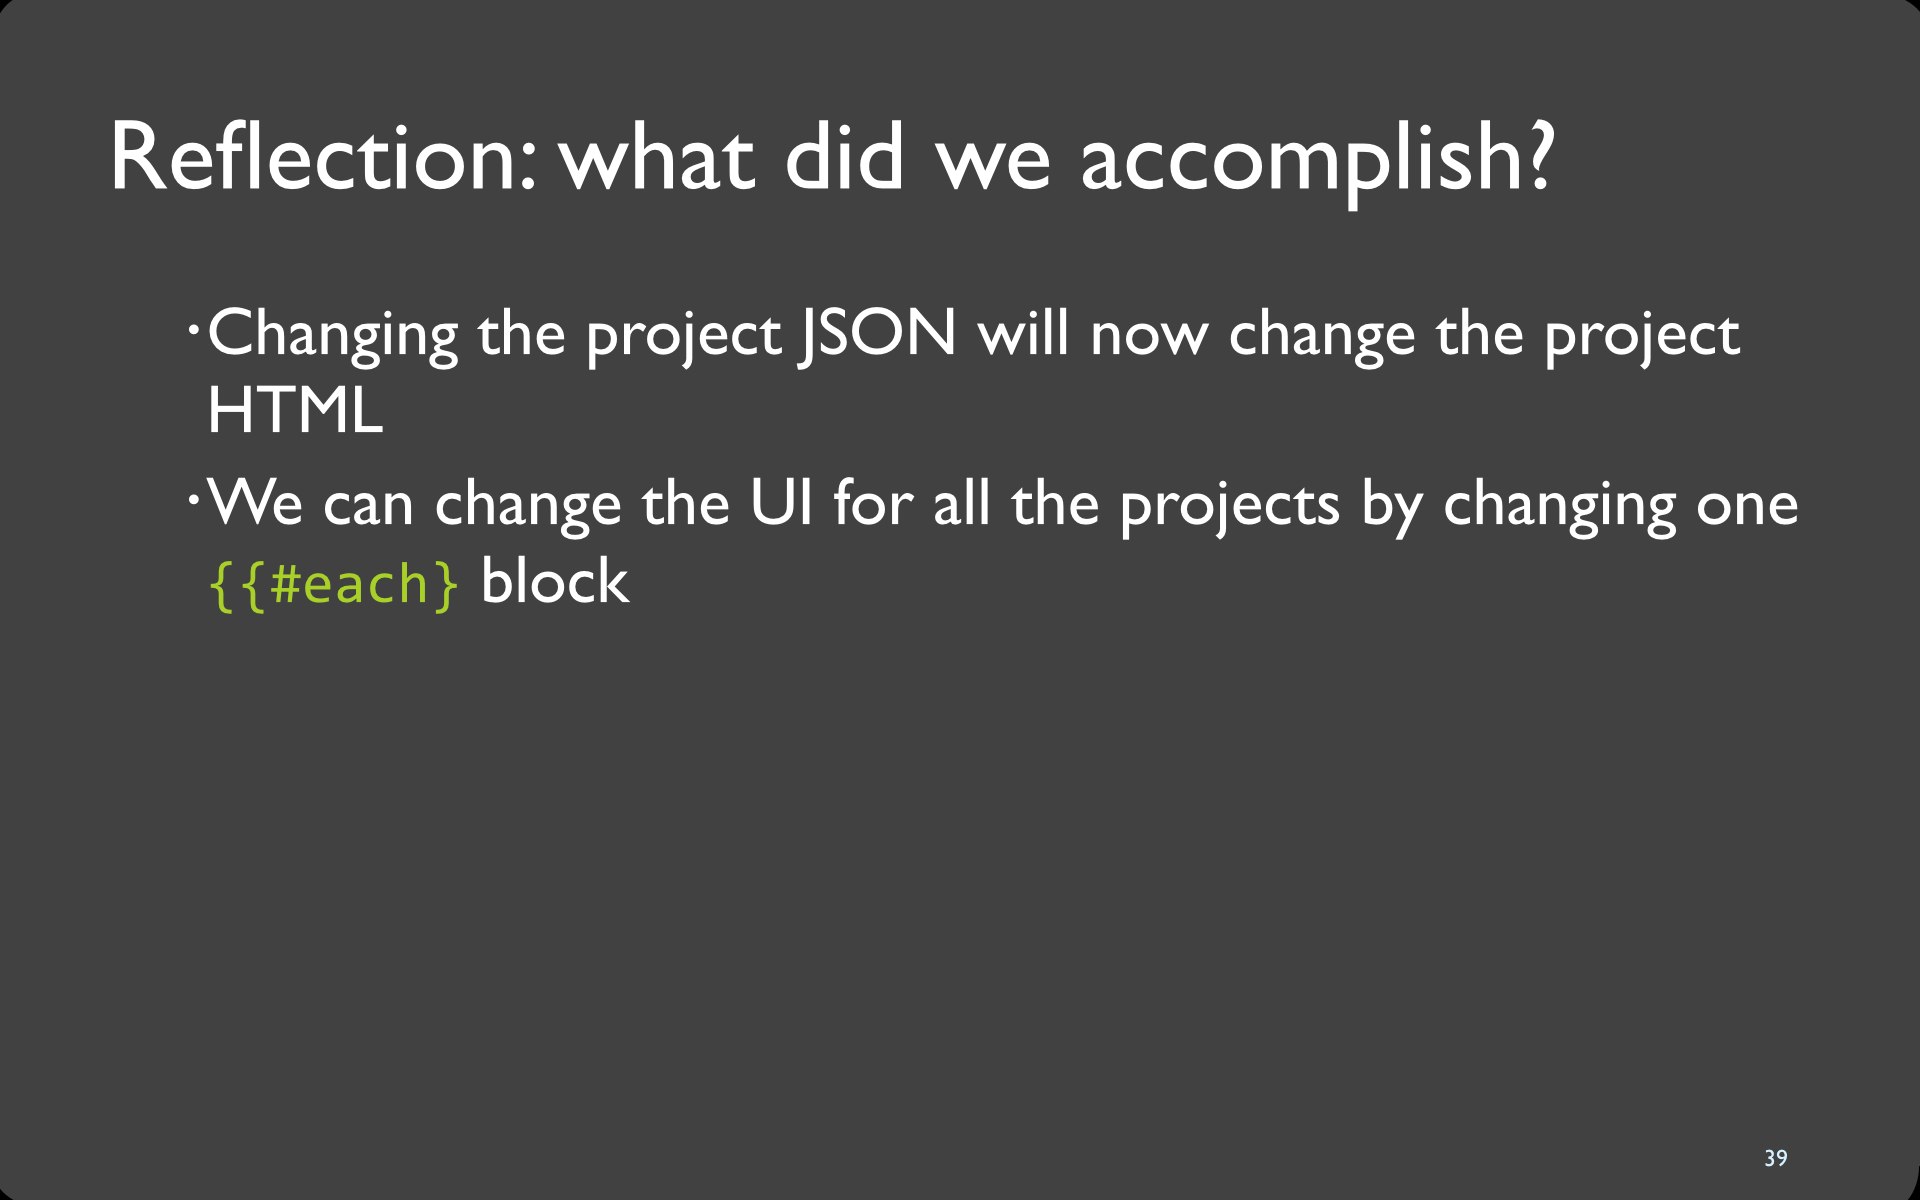 Reflection: what did we accomplish?
• Changing the project JSON will now change the project
HTML
• We can change the UI for all the projects by changing one
{{#each} block
39